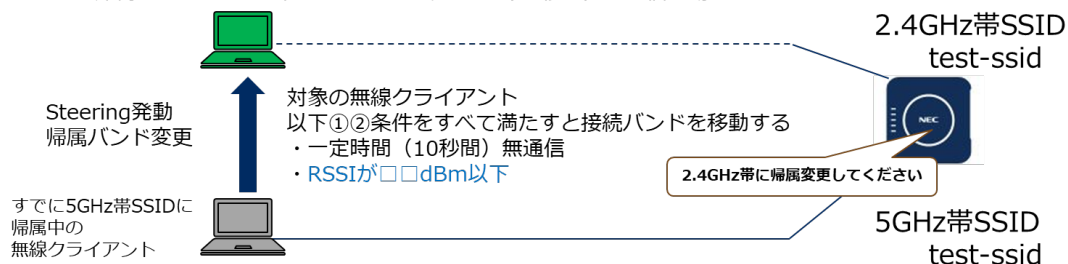 2.4GHz帯SSID
test-ssid
Steering発動
帰属バンド変更
対象の無線クライアント
以下①②条件をすべて満たすと接続バンドを移動する
・一定時間（10秒間）無通信
・RSSIが□□dBm以下
NEC
2.4GHz帯に帰属変更してください
すでに5GHz帯SSIDに
帰属中の
無線クライアント
5GHz帯SSID
test-ssid